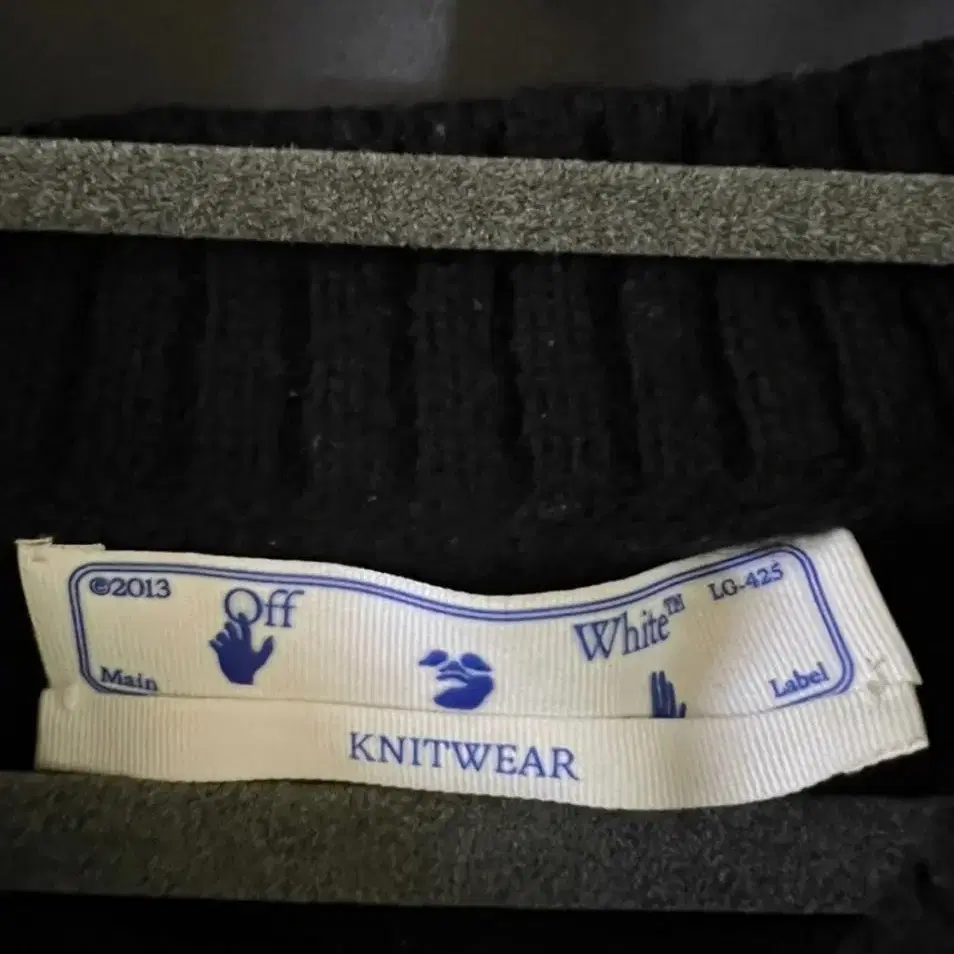 ©2013
LG-425
Off
White™
Main
Label
KNITWEAR